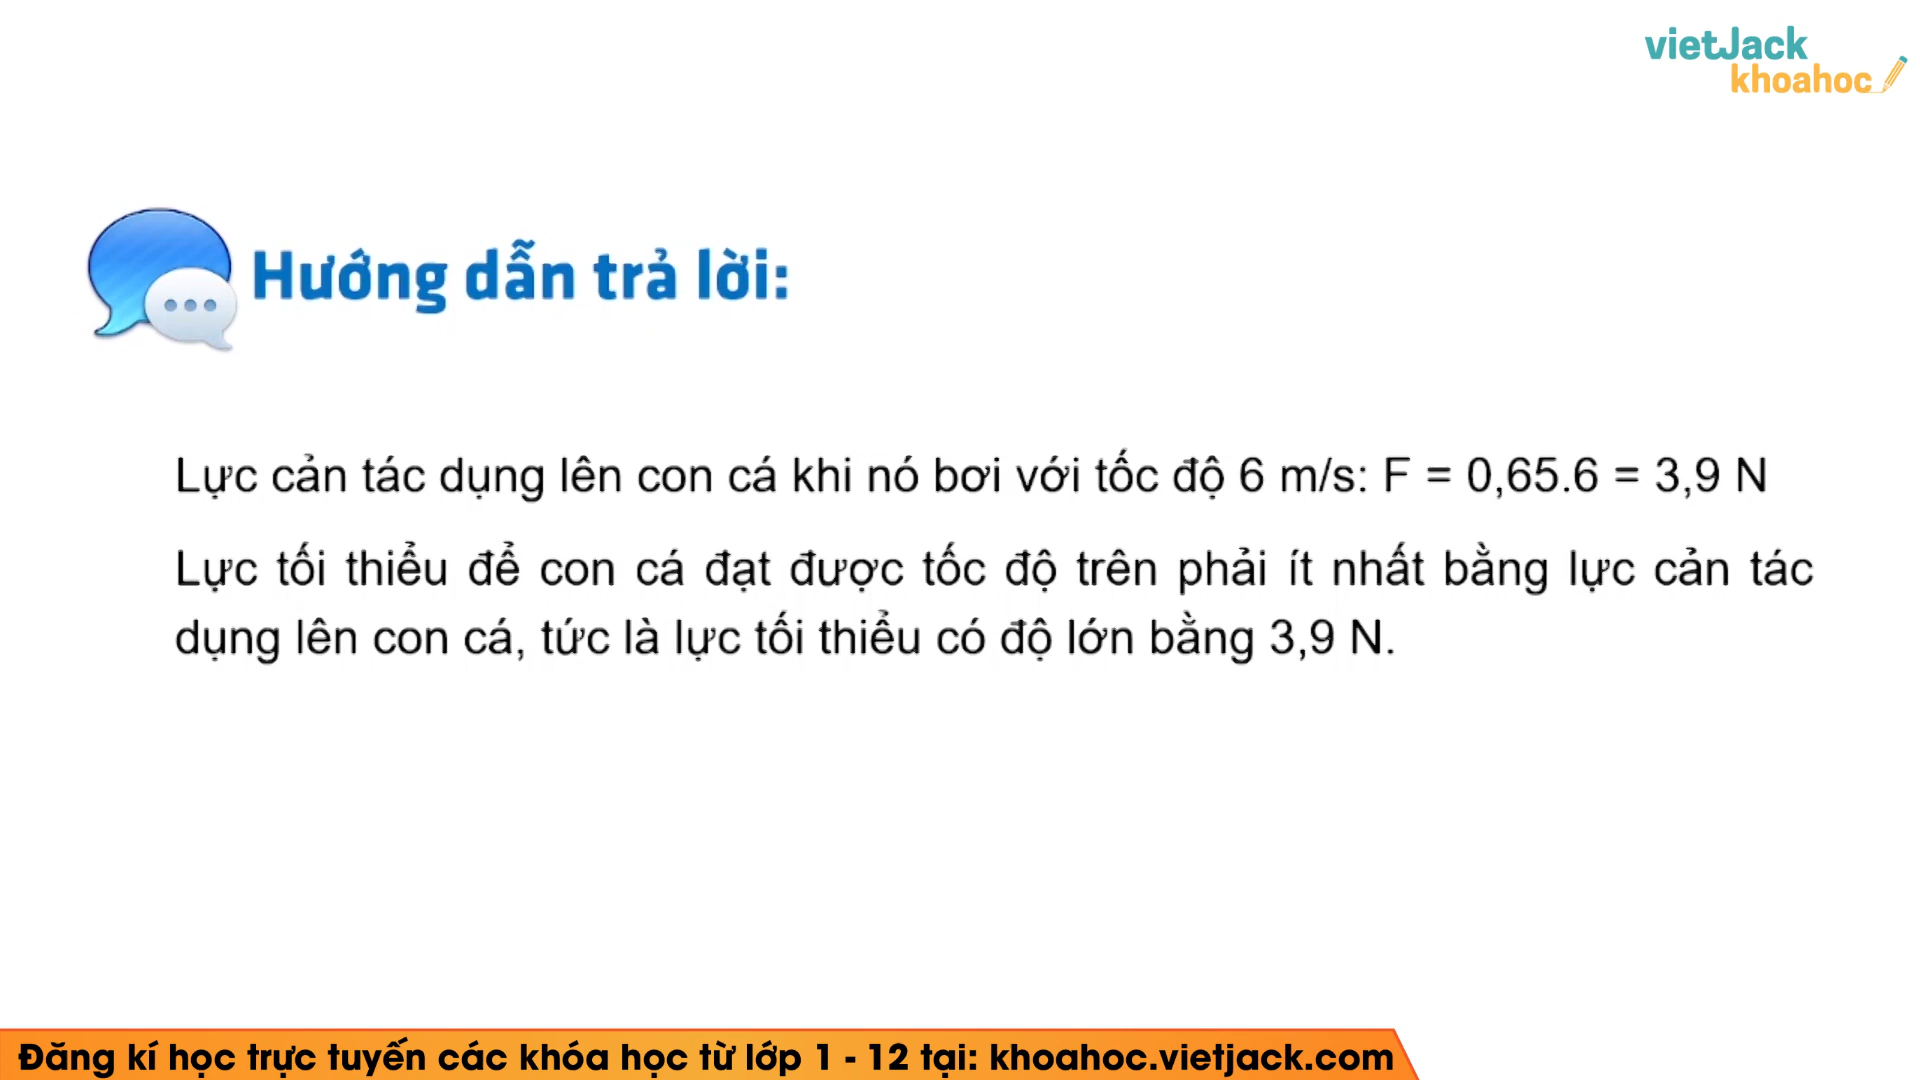 vietJack
khoahoc
Hướng dẫn trả lời:
Lực cản tác dụng lên con cá khi nó bơi với tốc độ 6 m/s: F = 0,65.6 = 3,9 N
Lực tối thiểu để con cá đạt được tốc độ trên phải ít nhất bằng lực cản tác
dụng lên con cá, tức là lực tối thiểu có độ lớn bằng 3,9 N.
Đăng kí học trực tuyến các khóa học từ lớp 1 - 12 tại: khoahoc.vietjack.com